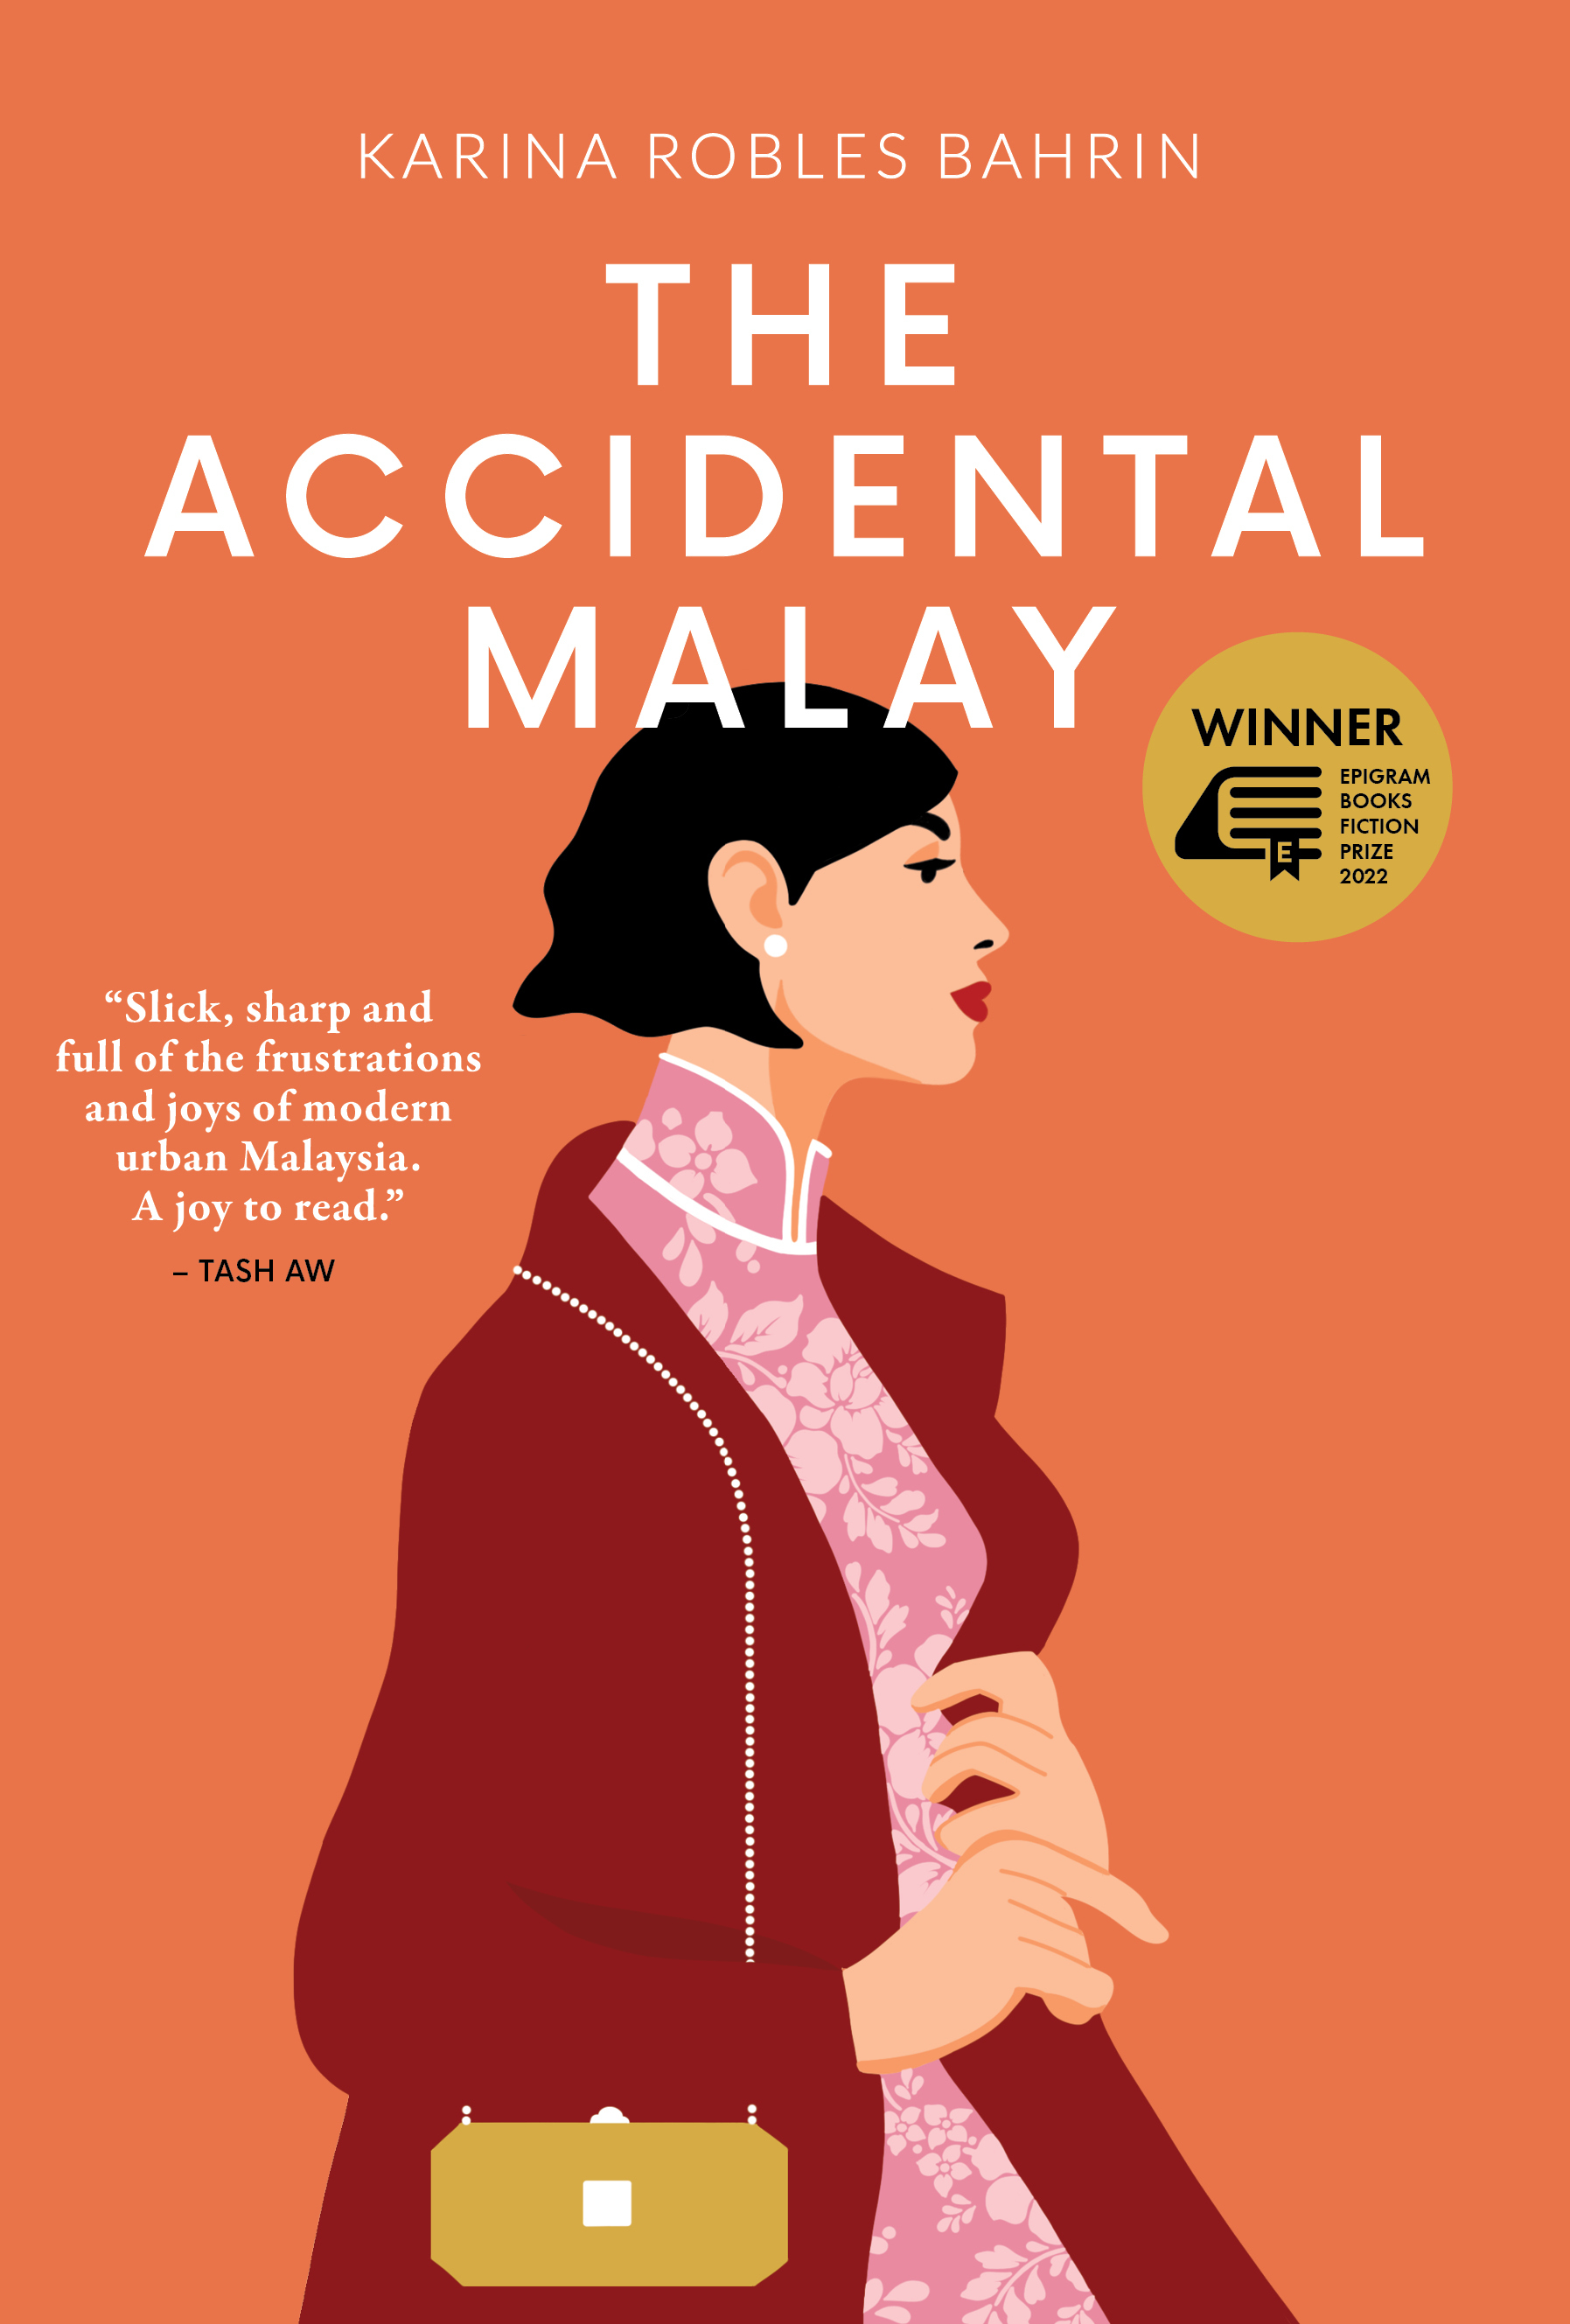 KARINA ROBLES BAHRIN
THE
ACCIDENTAL
MALAY
WINNER
EPIGRAM
BOOKS
FICTION
PRIZE
2022
E
“Slick, sharp and
full of the frustrations
and joys of modern
urban Malaysia.
A joy to read.”
– TASH AW